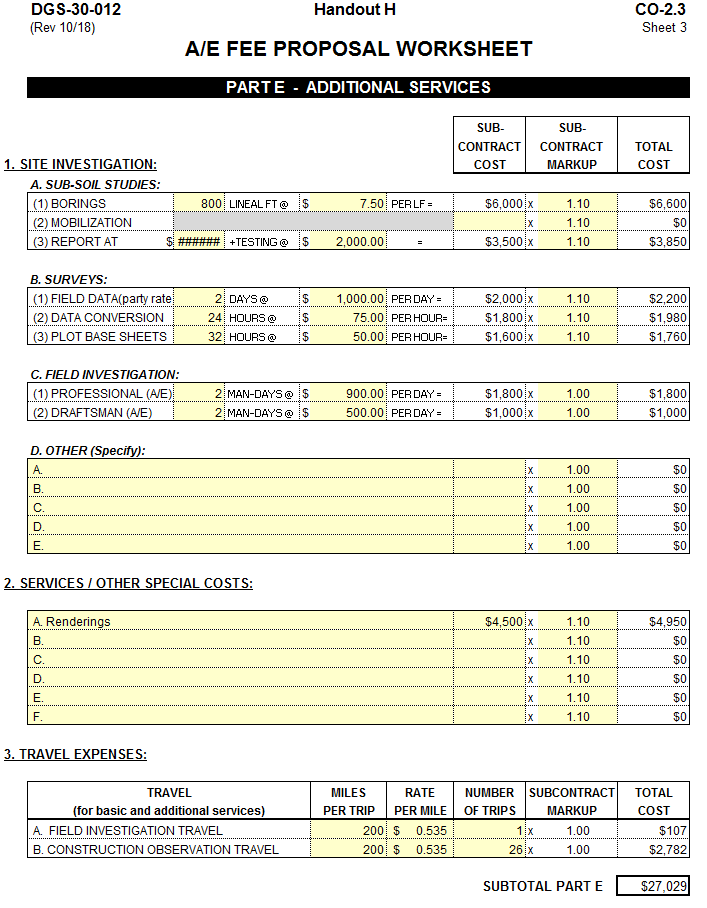 DGS-30-012 Handout H CO-2.3
(Rev 10/18) Sheet 3
A/E FEE PROPOSAL WORKSHEET
PART E - ADDITIONAL SERVICES
SUB- SUB-
CONTRACT CONTRACT TOTAL
COST MARKUP COST
1. SITE INVESTIGATION:
A. SUB-SOIL STUDIES:
(1) BORINGS 800 LINEAL FT @ $ 7.50 PER LF = $6,000 x 1.10 $6,600
(2) MOBILIZATION x 1.10 $0
(3) REPORT AT $ ###### +TESTING @ $ 2,000.00 = $3,500 x 1.10 $3,850
B. SURVEYS:
(1) FIELD DATA(party rate 2 DAYS @ $ 1,000.00 PER DAY = $2,000 x 1.10 $2,200
(2) DATA CONVERSION 24 HOURS @ $ 75.00 PER HOUR= $1,800 x 1.10 $1,980
(3) PLOT BASE SHEETS 32 HOURS @ $ 50.00 PER HOUR= $1,600 x 1.10 $1,760
C. FIELD INVESTIGATION:
(1) PROFESSIONAL (A/E) 2 MAN-DAYS @ $ 900.00 PER DAY = $1,800 x 1.00 $1,800
(2) DRAFTSMAN (A/E) 2 MAN-DAYS @ $ 500.00 PER DAY = $1,000 x 1.00 $1,000
D. OTHER (Specify):
A. x 1.00 $0
B. x 1.00 $0
C. x 1.00 $0
D. x 1.00 $0
E. x 1.00 $0
2. SERVICES / OTHER SPECIAL COSTS:
A. Renderings $4,500 x 1.10 $4,950
B. x 1.10 $0
C. x 1.10 $0
D. x 1.10 $0
E. x 1.10 $0
F. x 1.10 $0
3. TRAVEL EXPENSES:
TRAVEL MILES RATE NUMBER SUBCONTRACT TOTAL
(for basic and additional services) PER TRIP PER MILE OF TRIPS MARKUP COST
A. FIELD INVESTIGATION TRAVEL 200 $ 0.535 1 x 1.00 $107
B. CONSTRUCTION OBSERVATION TRAVEL 200 $ 0.535 26 x 1.00 $2,782
SUBTOTAL PART E $27,029